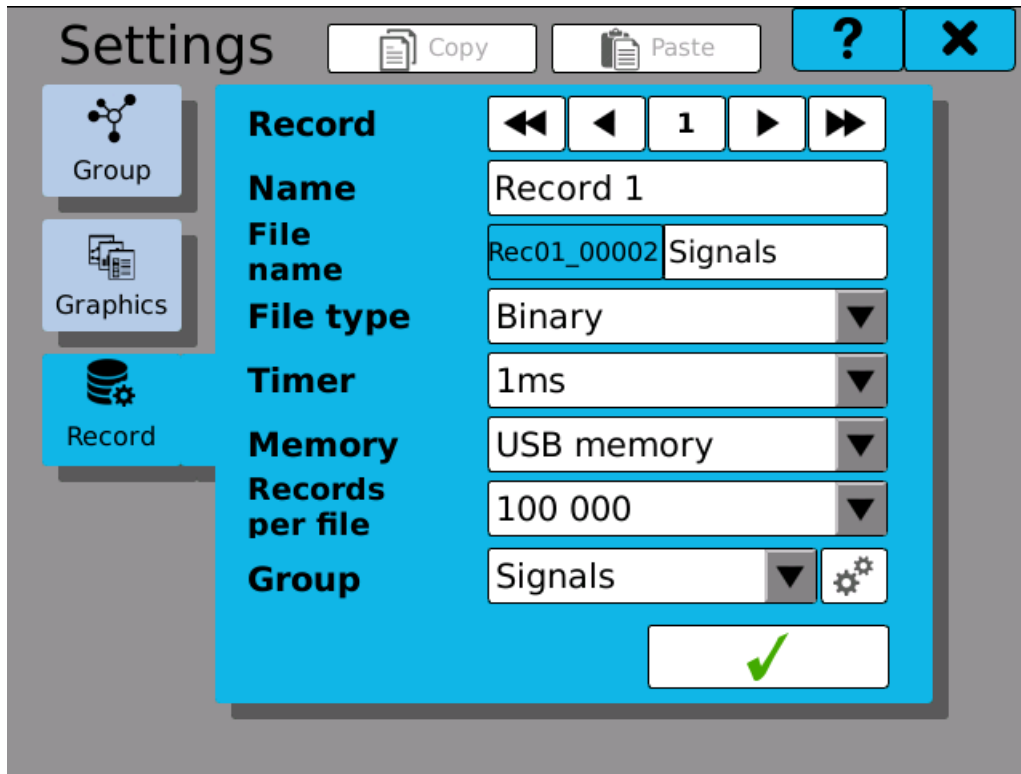 Settings
Copy
Paste
?
Group
Graphics
Record
Record
1
Name
Record 1
File
name
Rec01_00002
Signals
File type
Binary
Timer
1ms
Memory
USB memory
Records
per file
100 000
Group
Signals